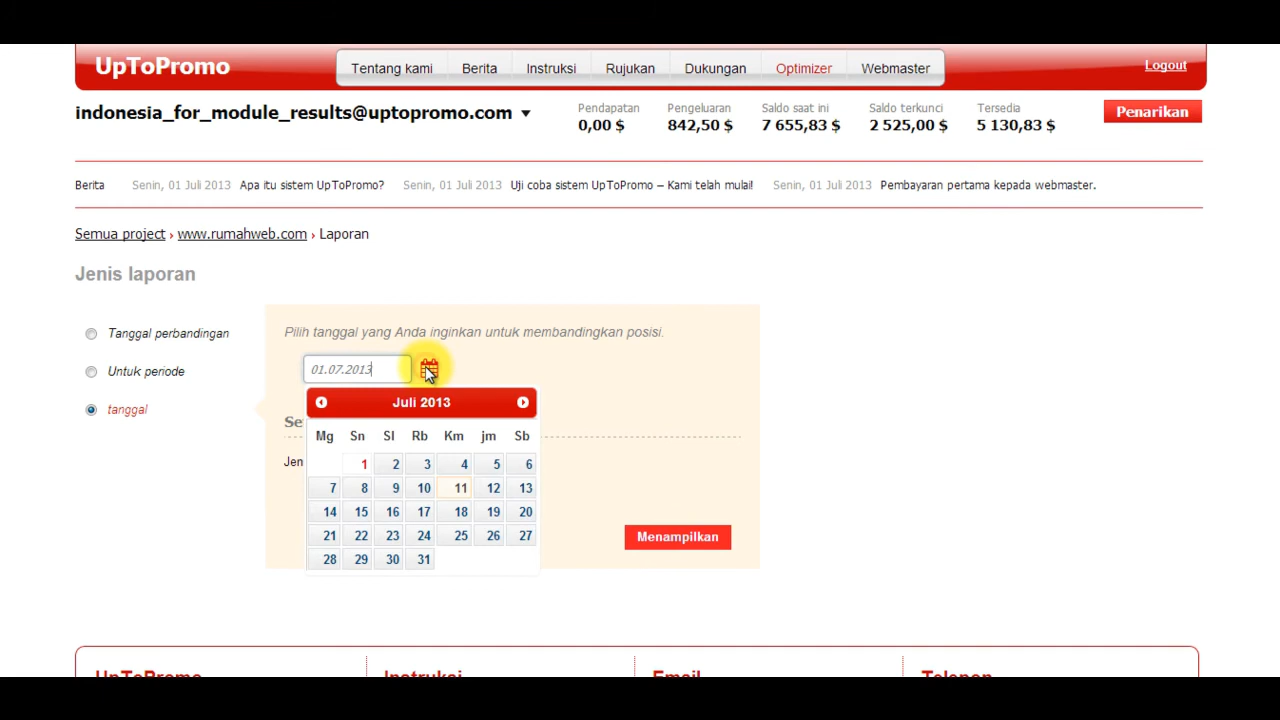 UpToPromo
Tentang kami Berita Instruksi Rujukan Dukungan Optimizer Webmaster
Logout
indonesia_for_module_results@uptopromo.com
Pendapatan Pengeluaran Saldo saat ini Saldo terkunci Tersedia
0,00 $ 842,50 $ 7 655,83 $ 2 525,00 $ 5 130,83 $
Penarikan
Berita Senin, 01 Juli 2013 Apa itu sistem UpToPromo? Senin, 01 Juli 2013 Uji coba sistem UpToPromo – Kami telah mulai! Senin, 01 Juli 2013 Pembayaran pertama kepada webmaster.
Semua project › www.rumahweb.com › Laporan
Jenis laporan
Tanggal perbandingan
Untuk periode
tanggal
Pilih tanggal yang Anda inginkan untuk membandingkan posisi.
01.07.2013
Juli 2013
Mg Sn Sl Rb Km jm Sb
1 2 3 4 5 6
7 8 9 10 11 12 13
14 15 16 17 18 19 20
21 22 23 24 25 26 27
28 29 30 31
Se
Jen
Menampilkan
UpToPromo Instruksi Email Telepon